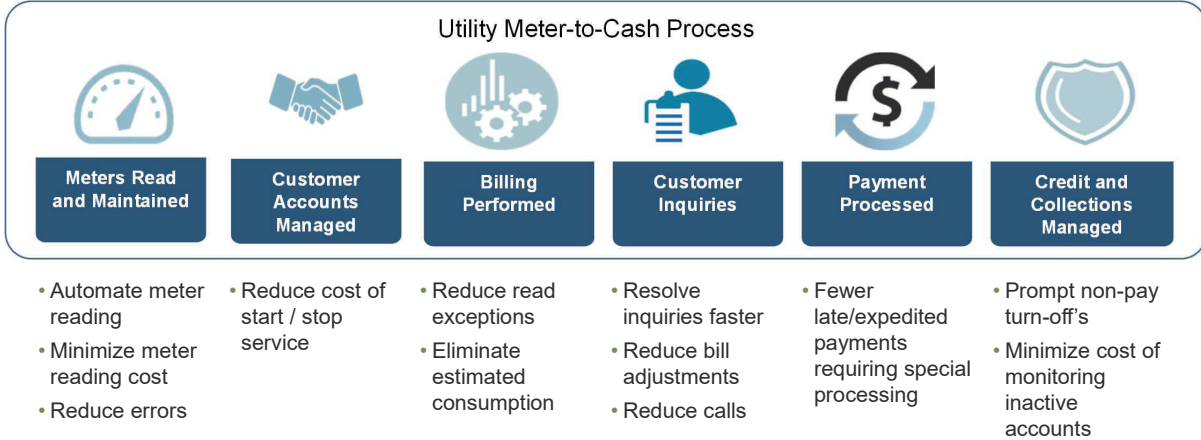 Utility Meter-to-Cash Process
Meters Read
and Maintained
Customer
Accounts
Managed
Billing
Performed
Customer
Inquiries
Payment
Processed
Credit and
Collections
Managed
• Automate meter
reading
• Minimize meter
reading cost
• Reduce errors
• Reduce cost of
start / stop
service
• Reduce read
exceptions
• Eliminate
estimated
consumption
• Resolve
inquiries faster
• Reduce bill
adjustments
• Reduce calls
• Fewer
late/expedited
payments
requiring special
processing
• Prompt non-pay
turn-off's
• Minimize cost of
monitoring
inactive
accounts